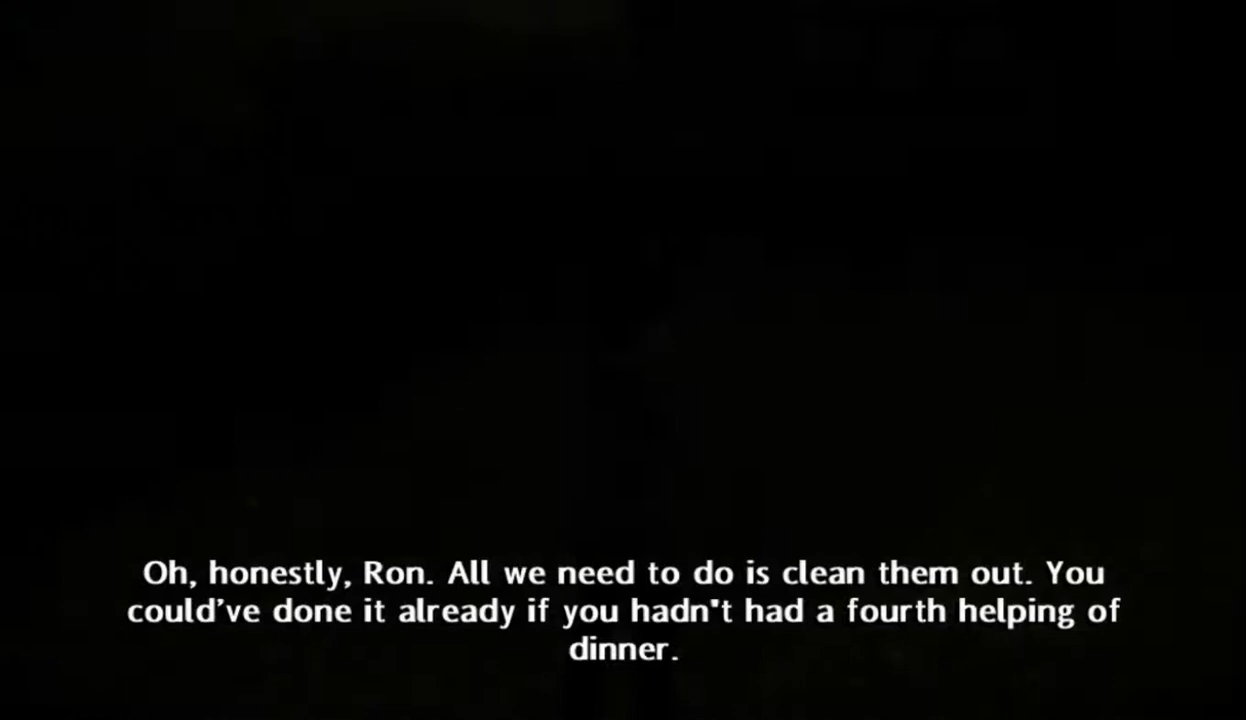 Oh, honestly, Ron. All we need to do is clean them out. You
could've done it already if you hadn't had a fourth helping of
dinner.